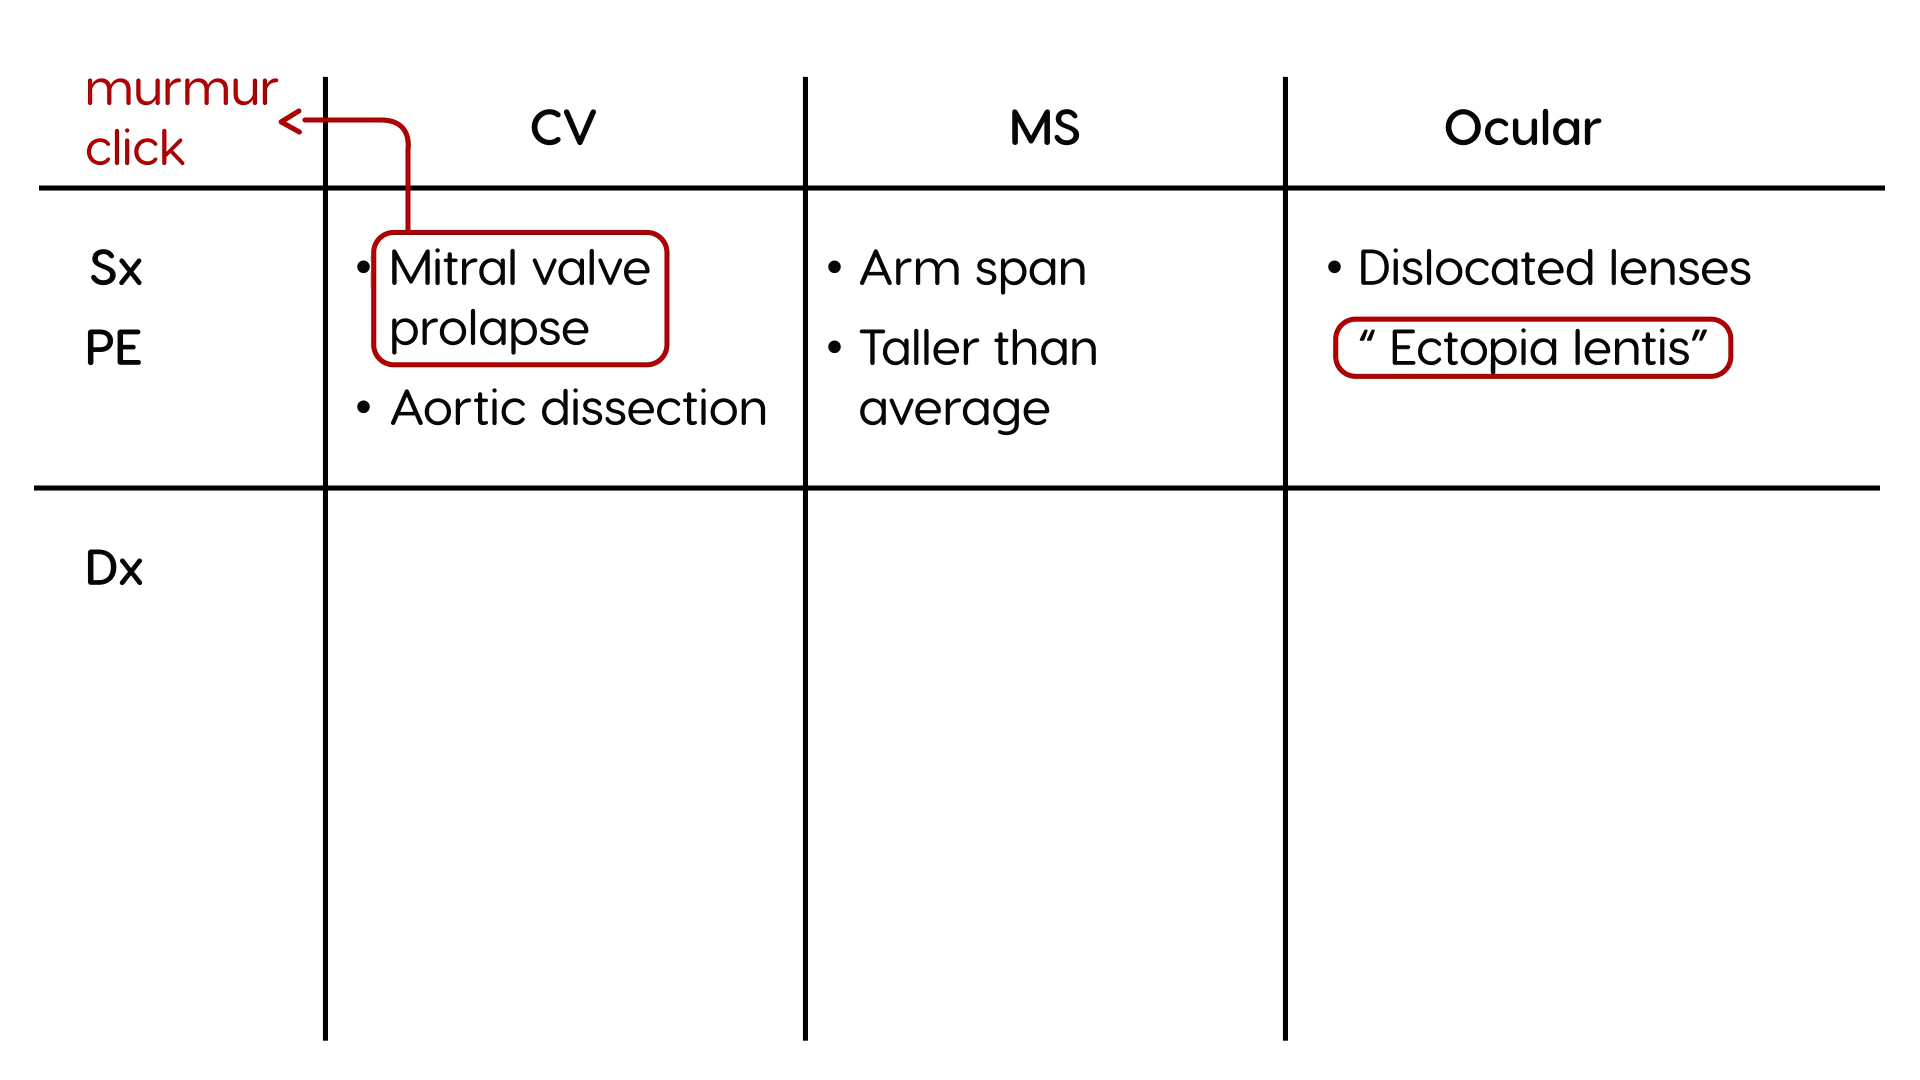 murmur
click
CV
MS
Ocular
Sx
PE
• Mitral valve
prolapse
• Aortic dissection
• Arm span
• Taller than
average
• Dislocated lenses
“ Ectopia lentis”
Dx